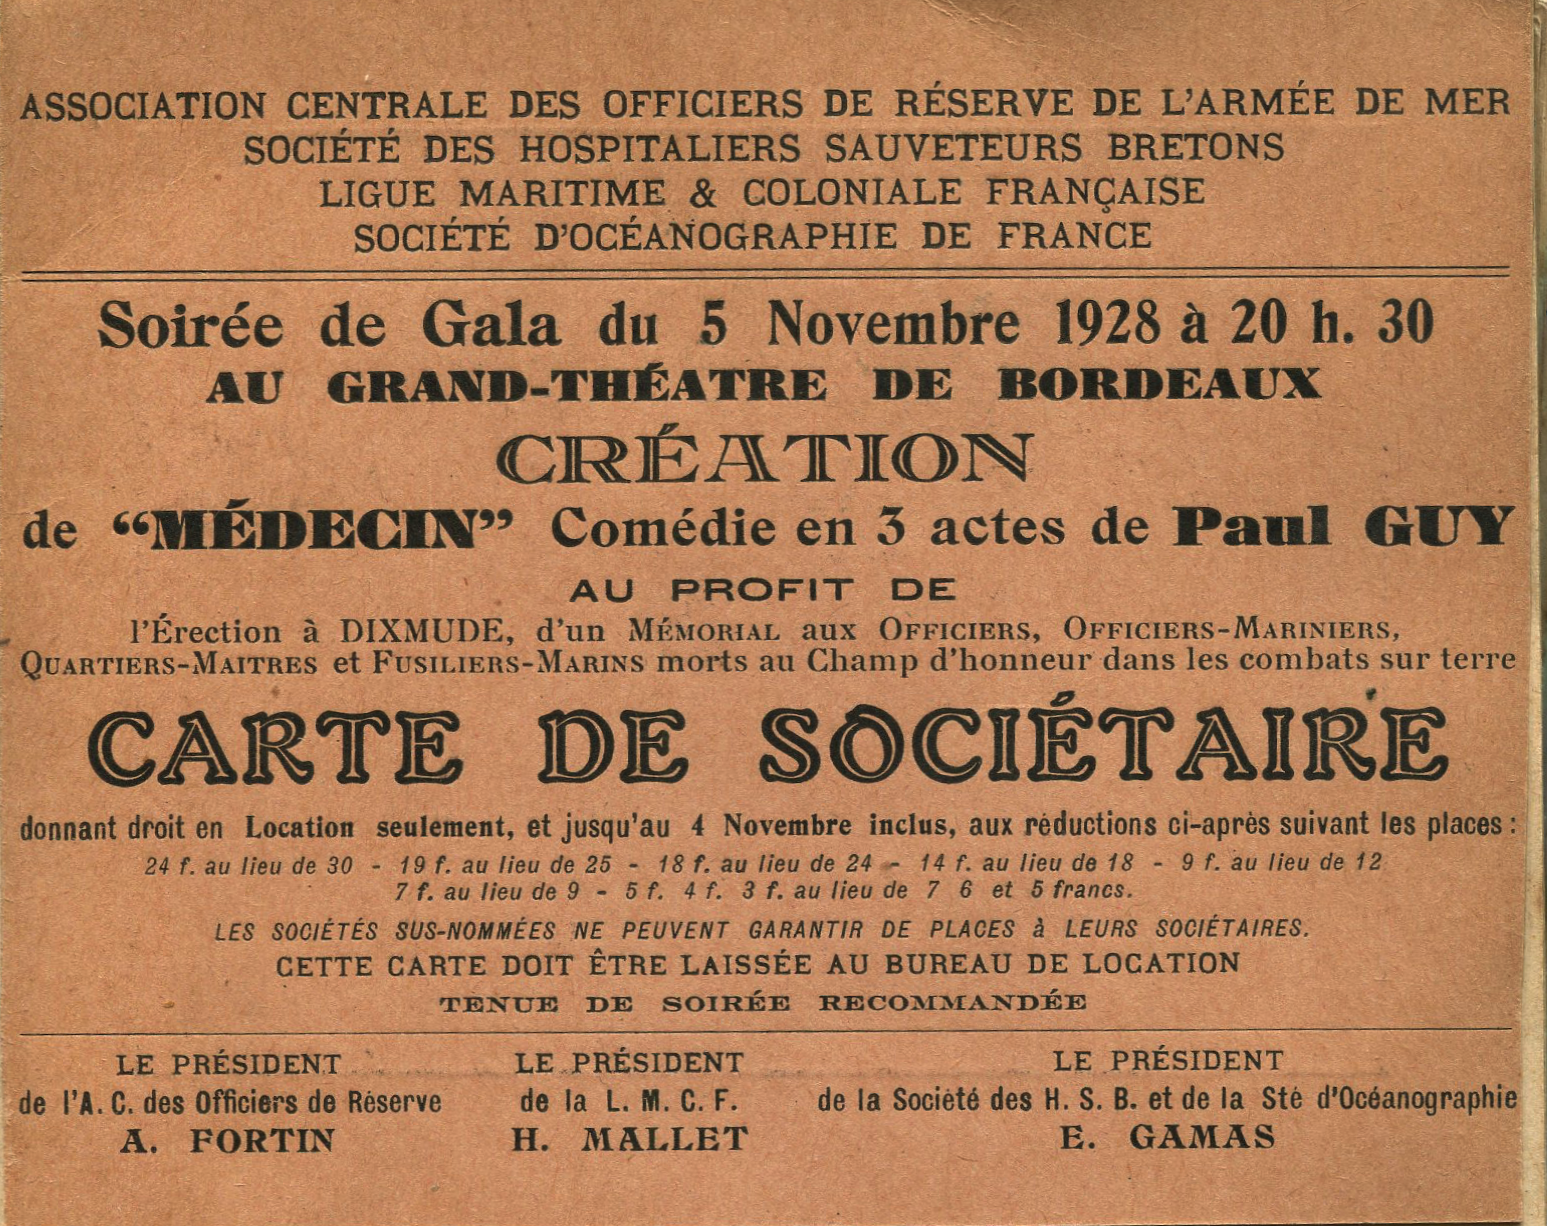 ASSOCIATION CENTRALE DES OFFICIERS DE RÉSERVE DE L'ARMÉE DE MER
SOCIÉTÉ DES HOSPITALIERS SAUVETEURS BRETONS
LIGUE MARITIME & COLONIALE FRANÇAISE
SOCIÉTÉ D'OCÉANOGRAPHIE DE FRANCE
Soirée de Gala du 5 Novembre 1928 à 20 h. 30
AU GRAND-THÉATRE DE BORDEAUX
CRÉATION
de “MÉDECIN” Comédie en 3 actes de Paul GUY
AU PROFIT DE
l'Érection à DIXMUDE, d'un MÉMORIAL aux OFFICIERS, OFFICIERS-MARINIERS,
QUARTIERS-MAITRES et FUSILIERS-MARINS morts au Champ d'honneur dans les combats sur terre
CARTE DE SOCIÉTAIRE
donnant droit en Location seulement, et jusqu'au 4 Novembre inclus, aux réductions ci-après suivant les places :
24 f. au lieu de 30 - 19 f. au lieu de 25 - 18 f. au lieu de 24 - 14 f. au lieu de 18 - 9 f. au lieu de 12
7 f. au lieu de 9 - 5 f. 4 f. 3 f. au lieu de 7 6 et 5 francs.
LES SOCIÉTÉS SUS-NOMMÉES NE PEUVENT GARANTIR DE PLACES à LEURS SOCIÉTAIRES.
CETTE CARTE DOIT ÊTRE LAISSÉE AU BUREAU DE LOCATION
TENUE DE SOIRÉE RECOMMANDÉE
LE PRÉSIDENT LE PRÉSIDENT LE PRÉSIDENT
de l'A. C. des Officiers de Réserve de la L. M. C. F. de la Société des H. S. B. et de la Sté d'Océanographie
A. FORTIN H. MALLET E. GAMAS